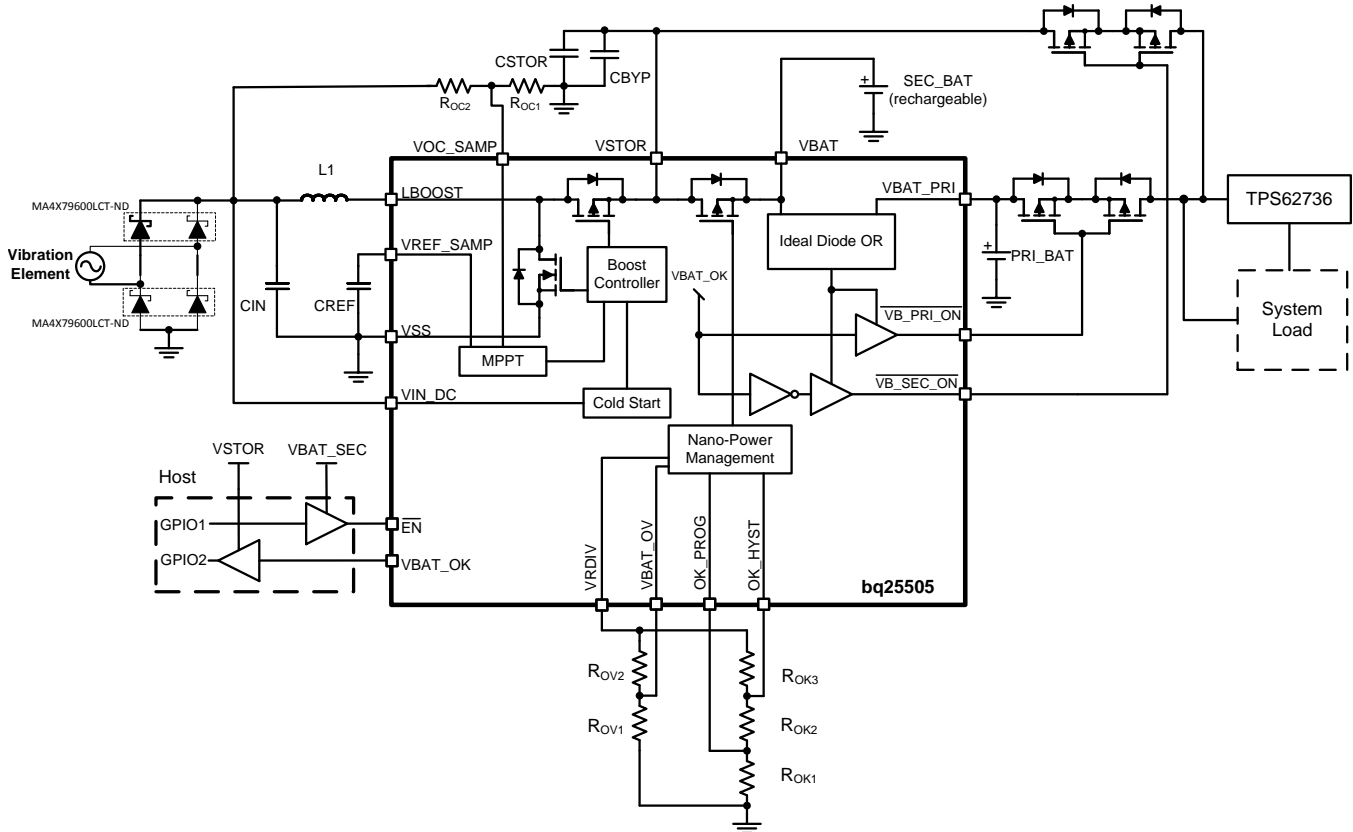 CSTOR
CBYP
SEC_BAT
(rechargeable)
ROC2
ROC1
VOC_SAMP
VSTOR
VBAT
L1
LBOOST
VBAT_PRI
TPS62736
MA4X79600LCT-ND
Vibration
Element
VREF_SAMP
Ideal Diode OR
Boost
Controller
PRI_BAT
VBAT_OK
CIN
CREF
MA4X79600LCT-ND
VB_PRI_ON
System
Load
VSS
MPPT
VB_SEC_ON
VIN_DC
Cold Start
Nano-Power
Management
VSTOR
VBAT_SEC
Host
GPIO1
EN
GPIO2
VBAT_OK
VRDIV
VBAT_OV
OK_PROG
OK_HYST
bq25505
ROV2
ROK3
ROV1
ROK2
ROK1